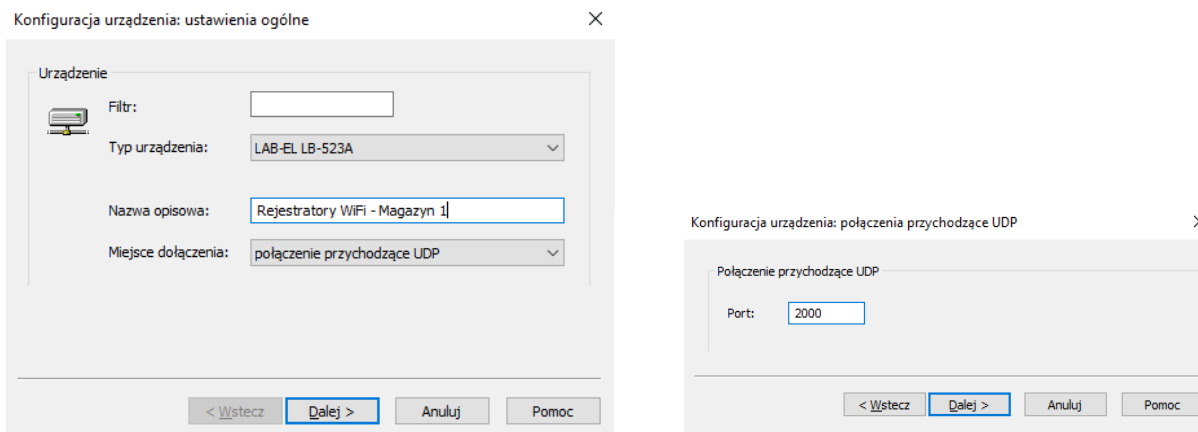 Konfiguracja urządzenia: ustawienia ogólne
Urządzenie
Filtr:
Typ urządzenia: LAB-EL LB-523A
Nazwa opisowa: Rejestratory WiFi - Magazyn 1
Miejsce dołączenia: połączenie przychodzące UDP
< Wstecz Dalej > Anuluj Pomoc
Konfiguracja urządzenia: połączenia przychodzące UDP
Połączenie przychodzące UDP
Port: 2000
< Wstecz Dalej > Anuluj Pomoc